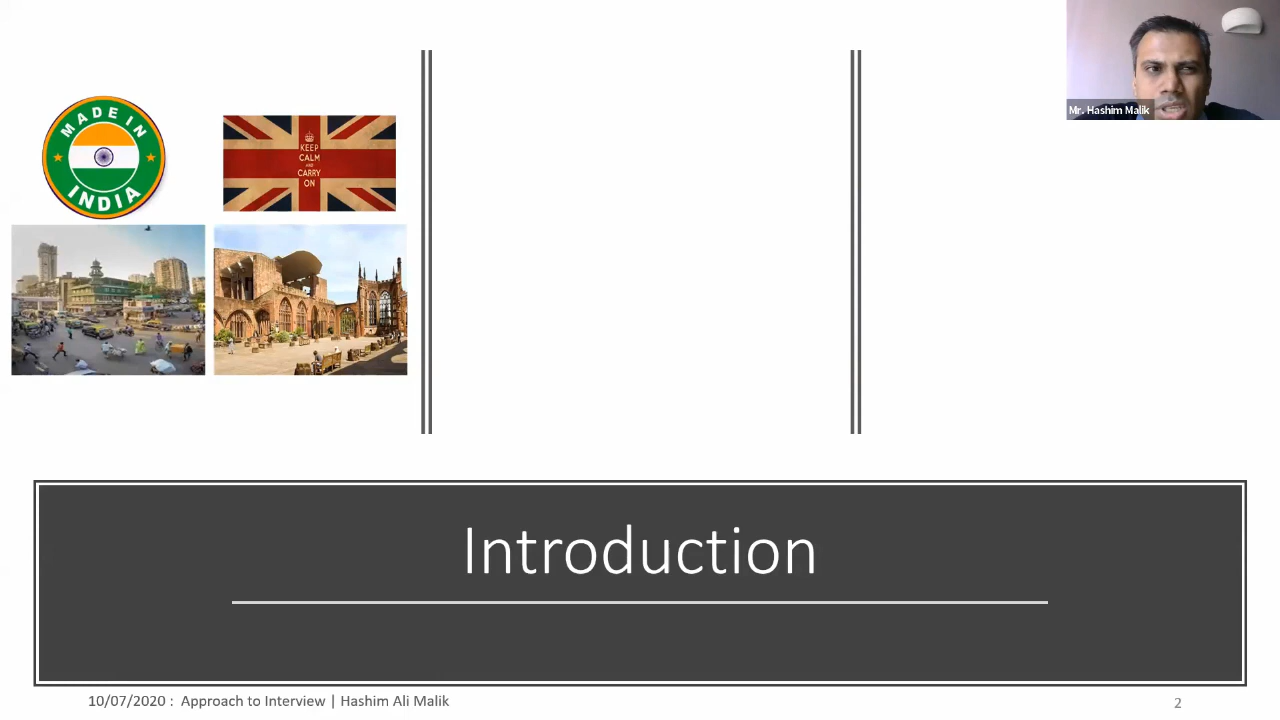 MADE IN
INDIA
KEEP
CALM
AND
CARRY
ON
Mr. Hashim Malik
Introduction
10/07/2020 : Approach to Interview | Hashim Ali Malik
2